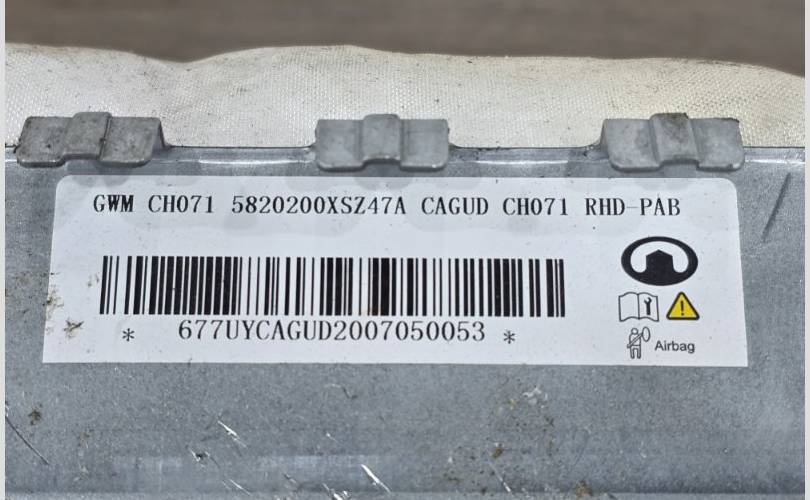 GWM CH071 5820200XSZ47A CAGUD CH071 RHD-PAB
* 677UYCAGUD2007050053 *
Airbag